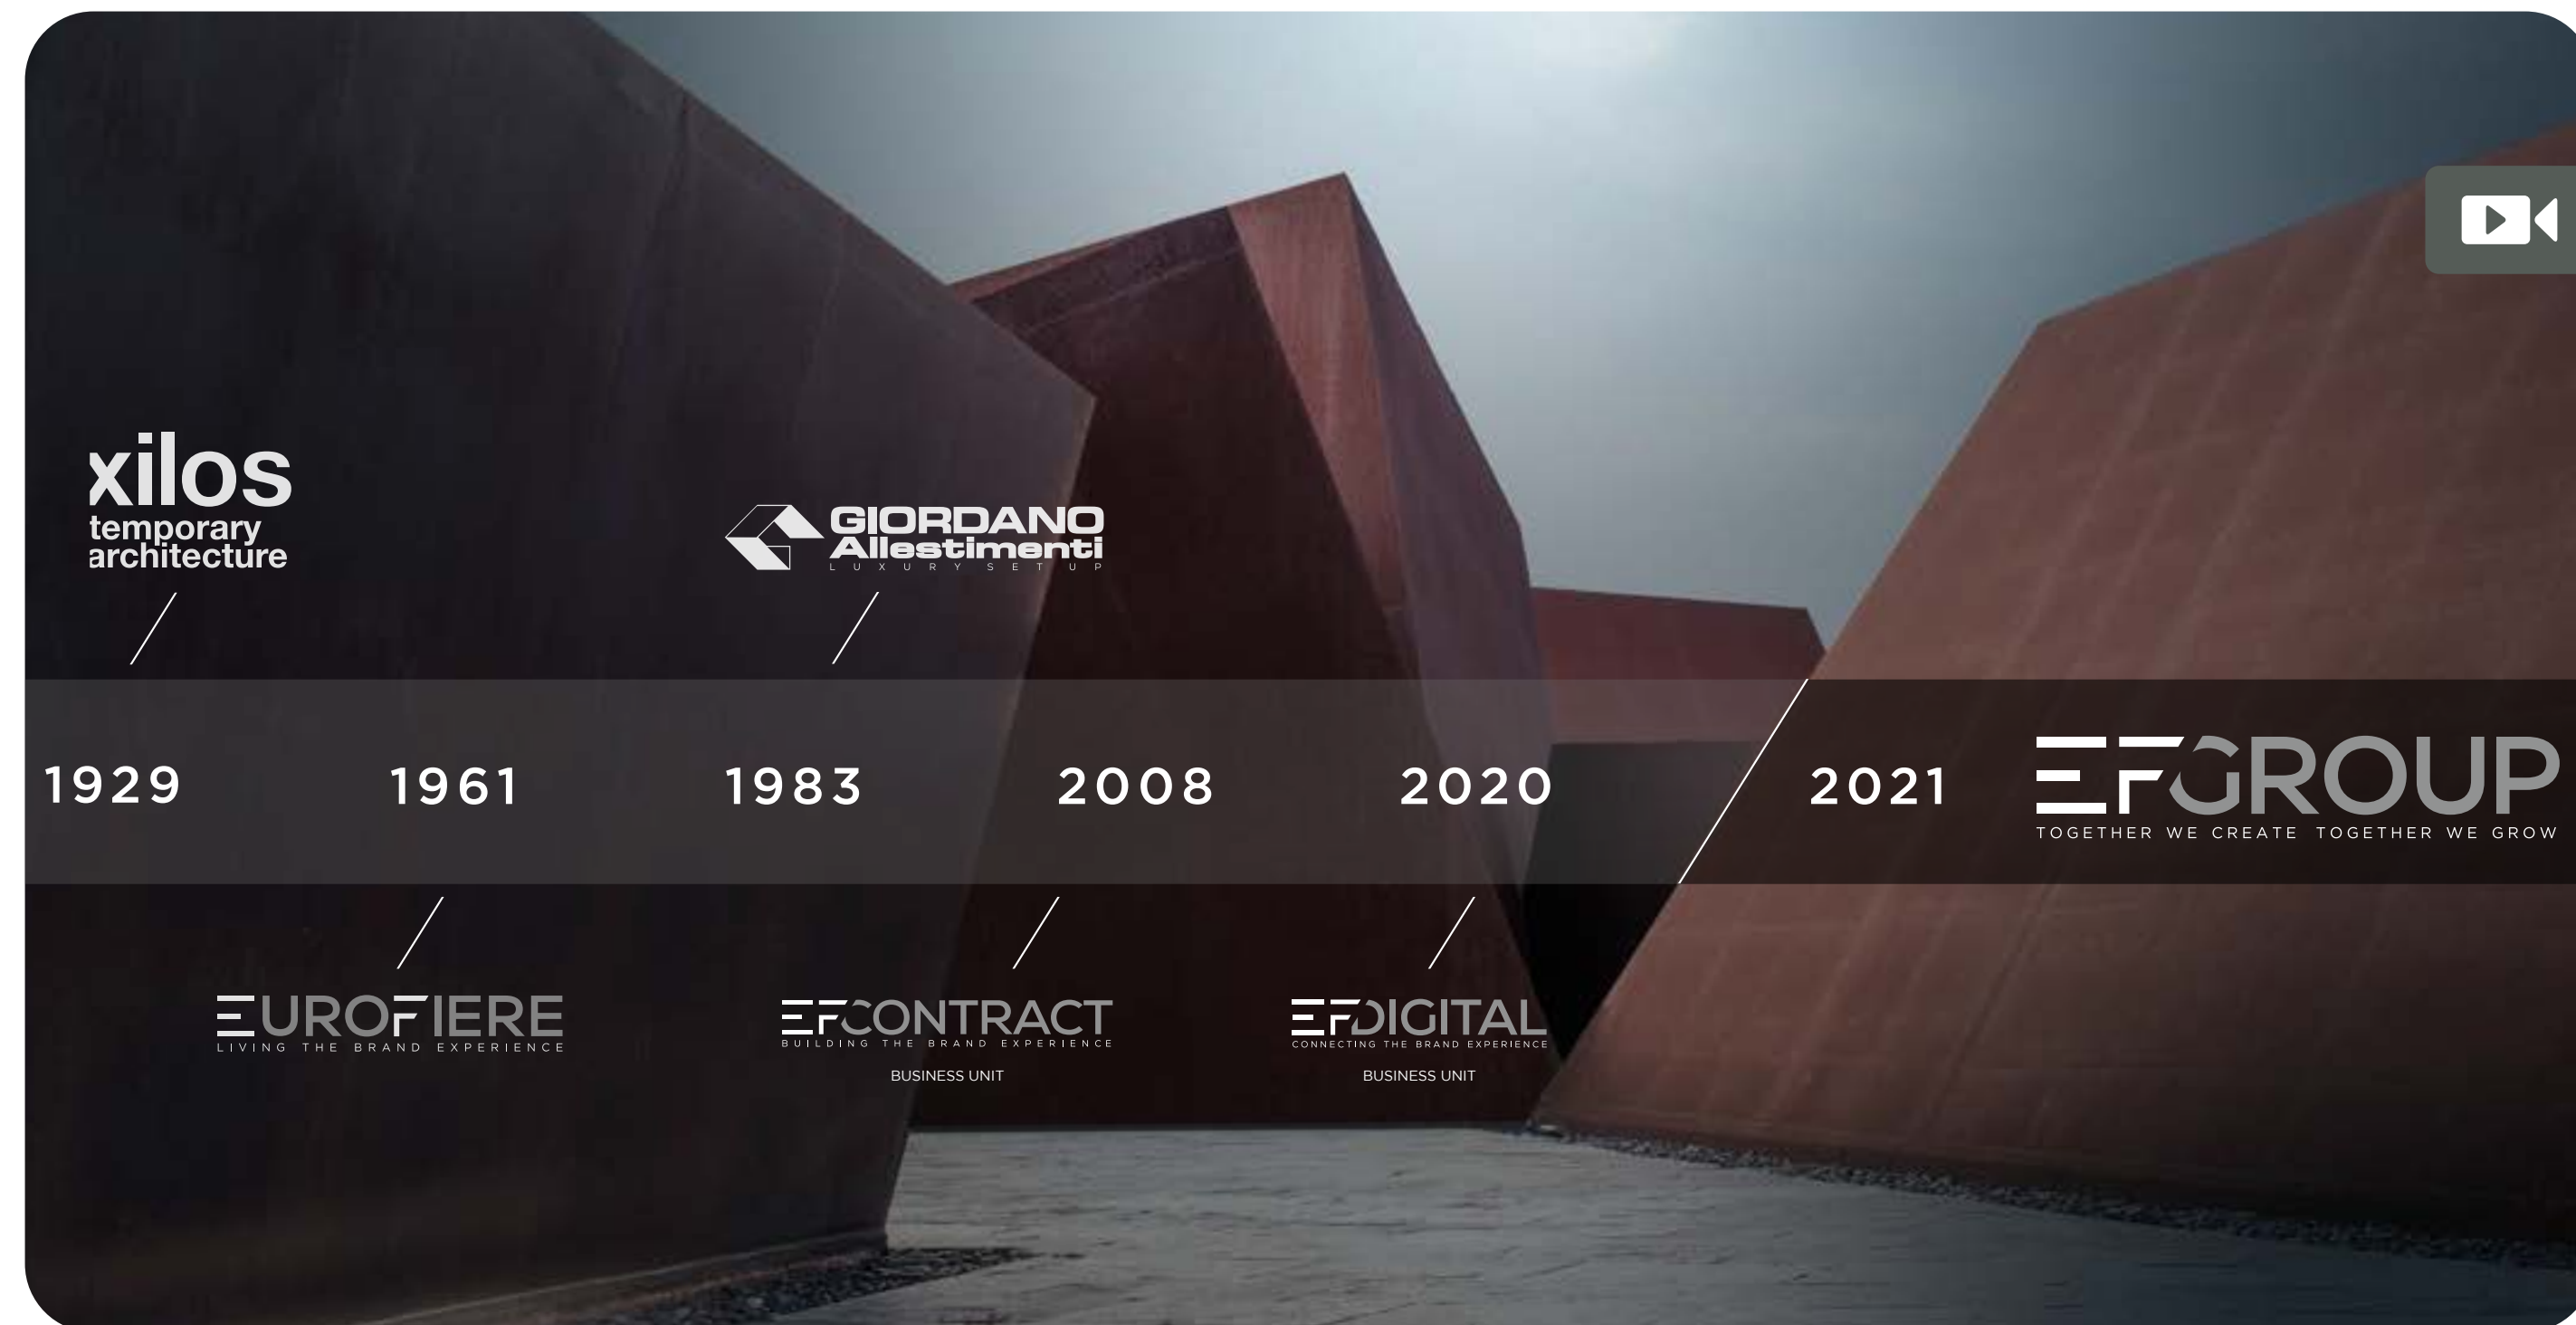 xilos
temporary
architecture
GIORDANO
Allestimenti
LUXURY SET UP
1929
1961
1983
2008
2020
2021
EFGROUP
TOGETHER WE CREATE TOGETHER WE GROW
EUROFIERE
LIVING THE BRAND EXPERIENCE
EFCONTRACT
BUILDING THE BRAND EXPERIENCE
BUSINESS UNIT
EFDIGITAL
CONNECTING THE BRAND EXPERIENCE
BUSINESS UNIT